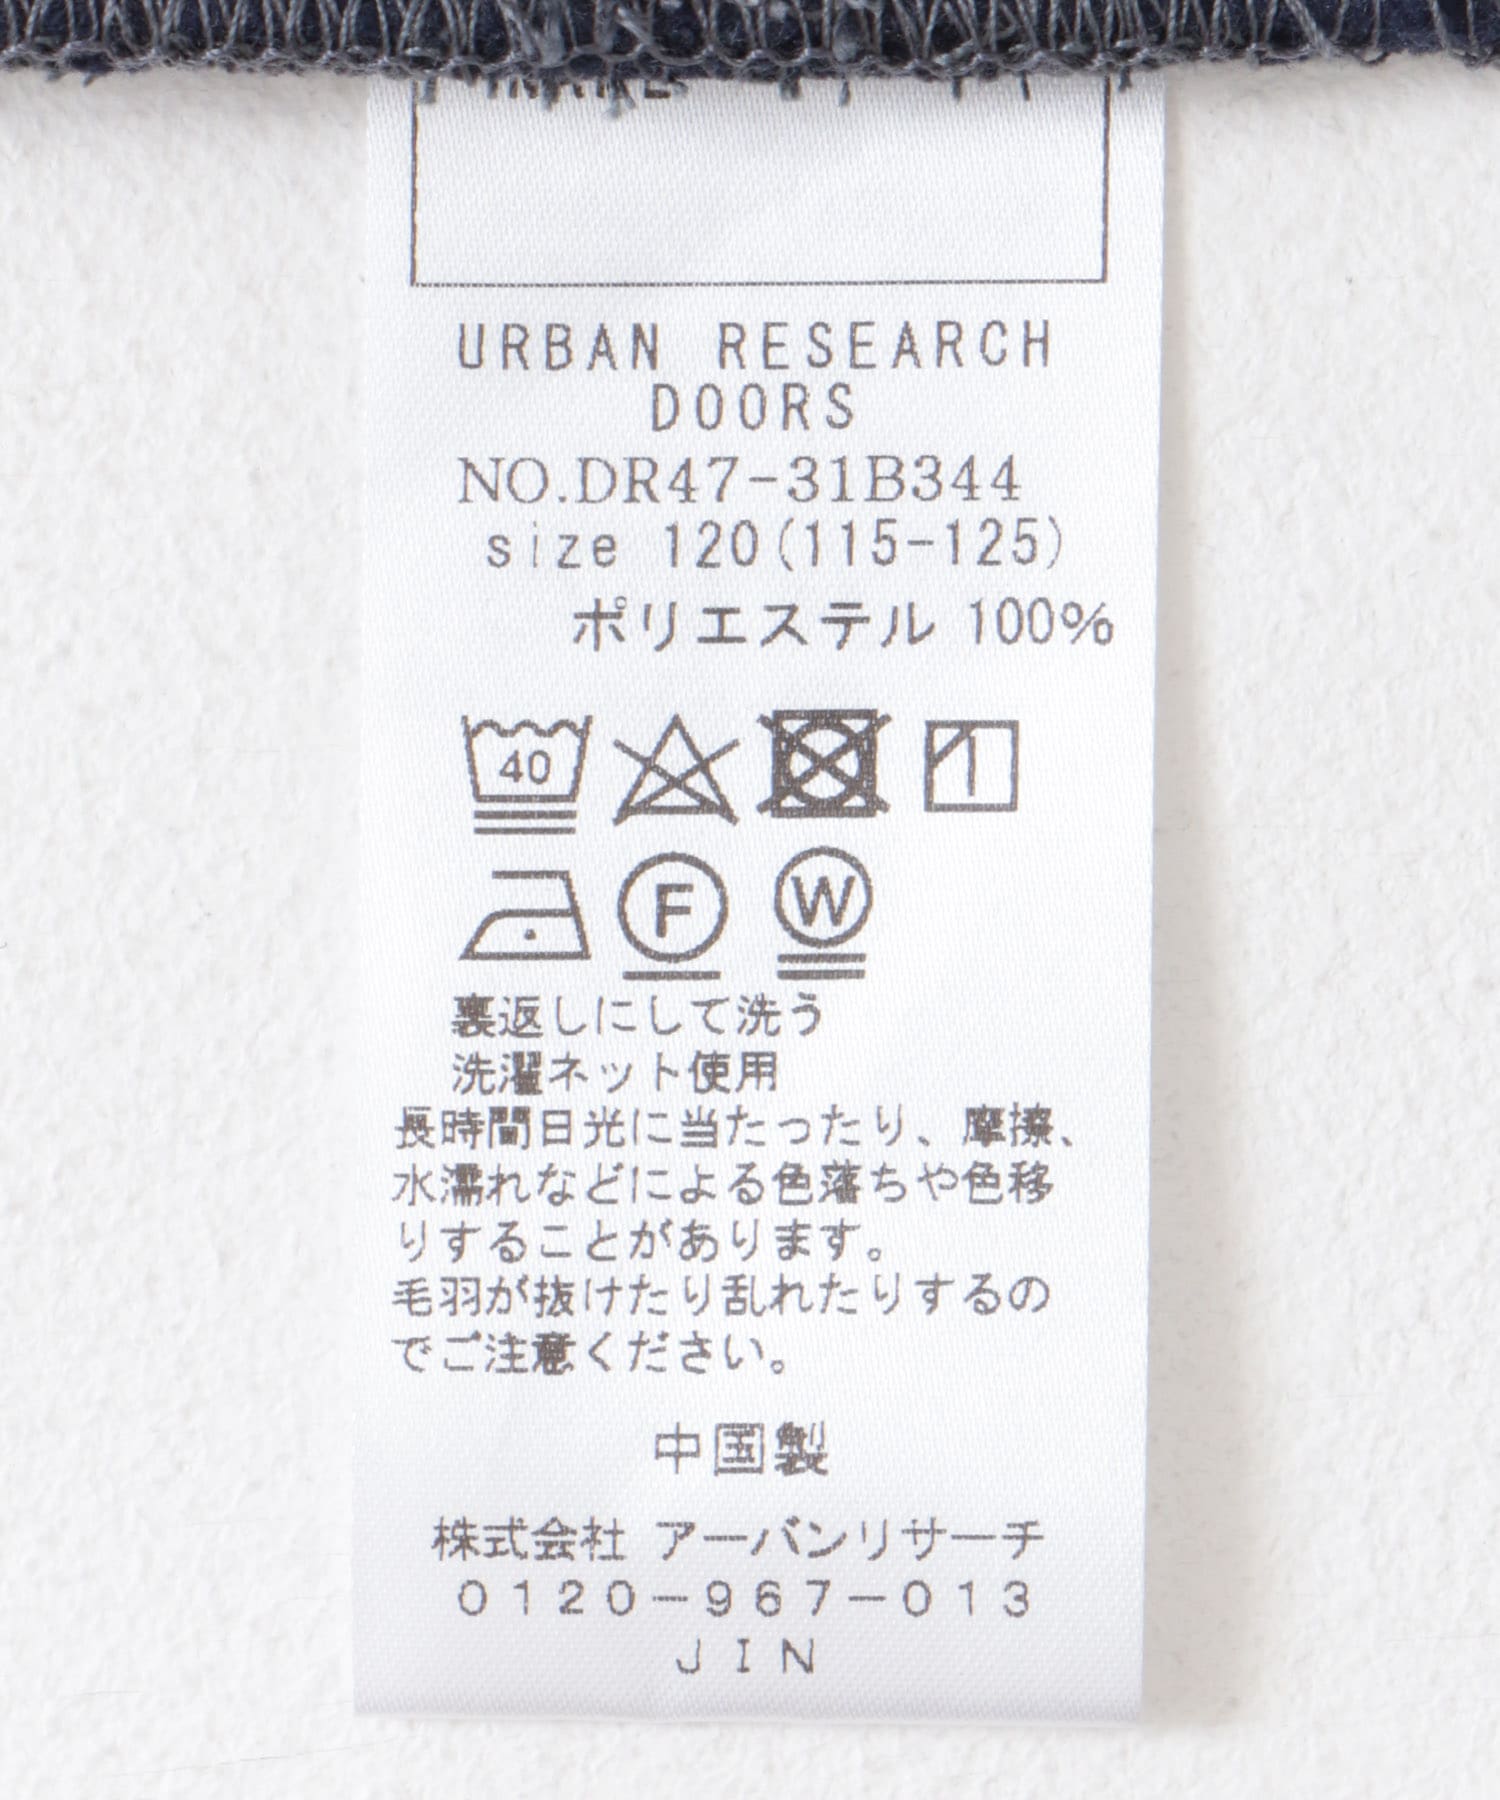 URBAN RESEARCH
DOORS
NO.DR47-31B344
size 120(115-125)
ポリエステル 100%
40
F W
裏返しにして洗う
洗濯ネット使用
長時間日光に当たったり、摩擦、
水濡れなどによる色落ちや色移
りすることがあります。
毛羽が抜けたり乱れたりするの
でご注意ください。
中国製
株式会社 アーバンリサーチ
0120-967-013
JIN